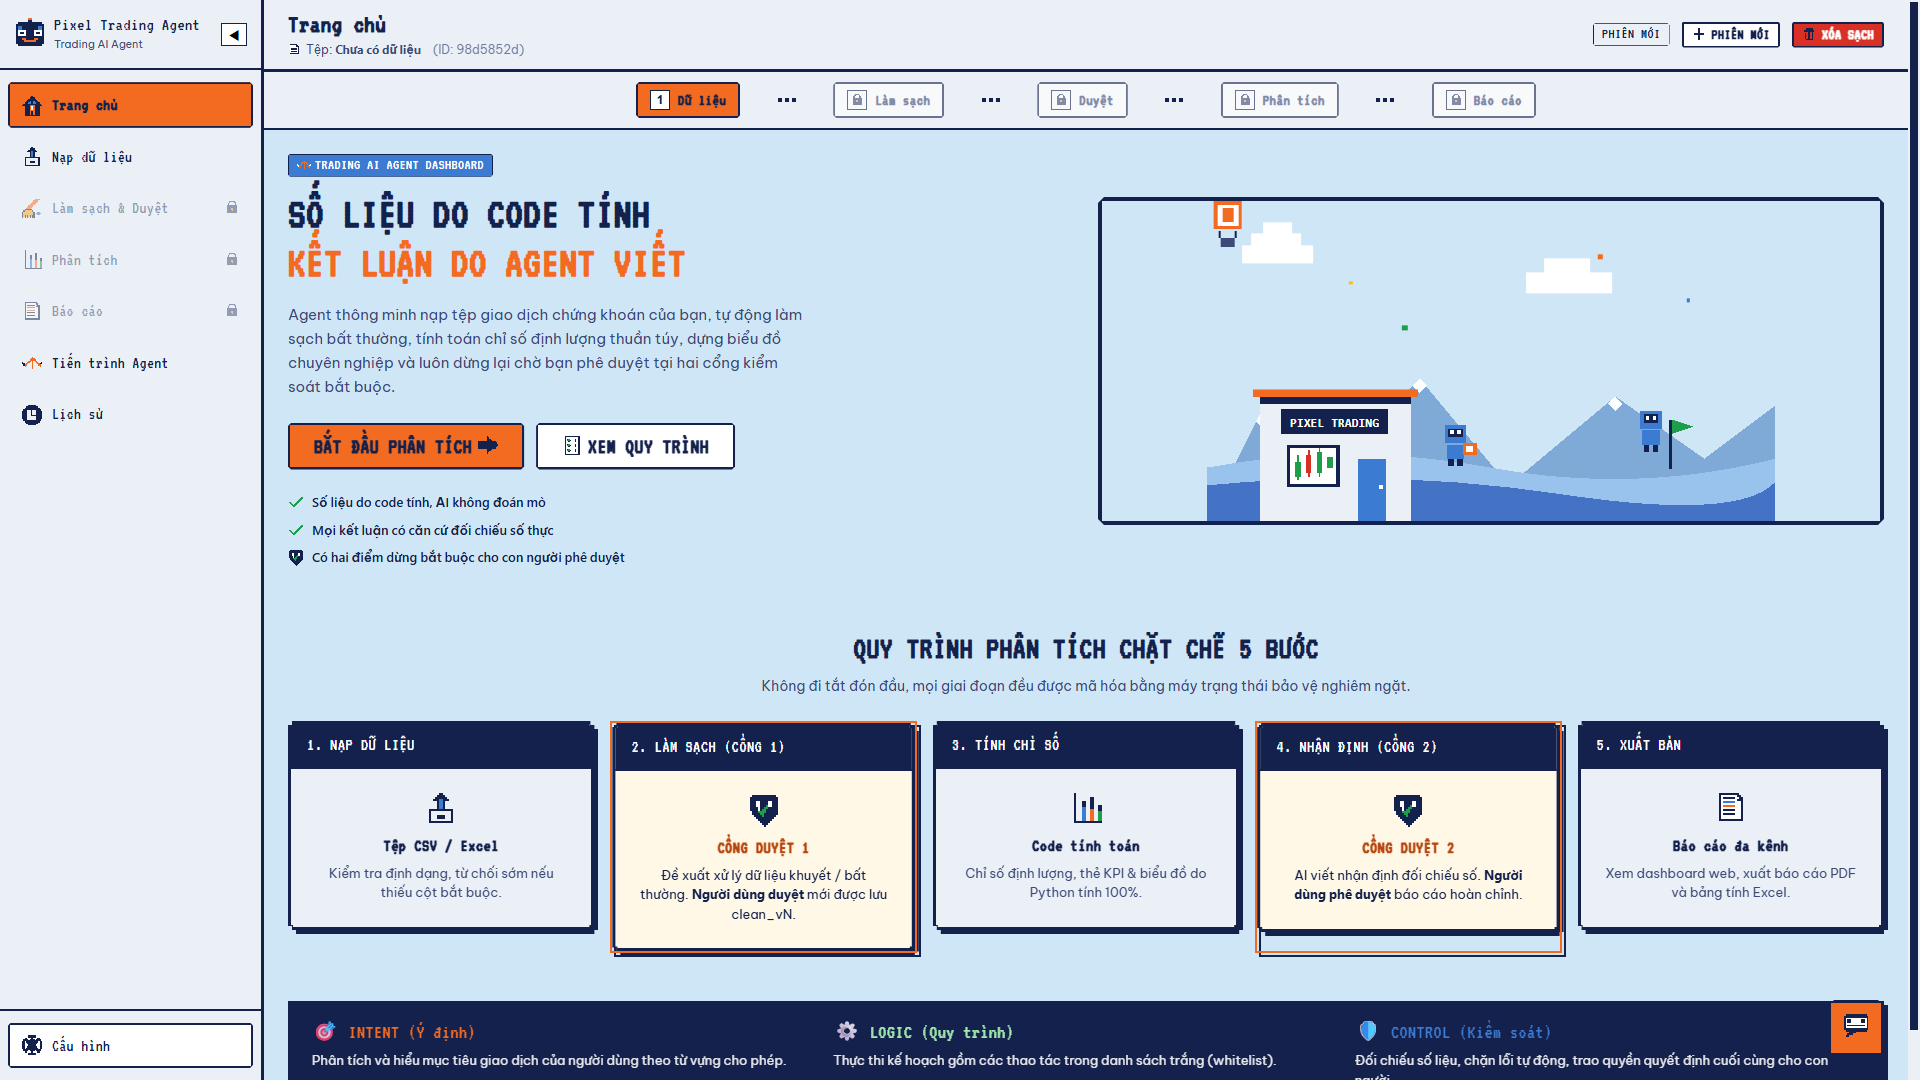 Pixel Trading Agent
Trading AI Agent
Trang chủ
Nạp dữ liệu
Làm sạch & Duyệt
Phân tích
Báo cáo
Tiến trình Agent
Lịch sử
Cấu hình
Trang chủ
Tệp: Chưa có dữ liệu (ID: 98d5852d)
PHIÊN MỚI
PHIÊN MỚI
XÓA SẠCH
1 Dữ liệu
Làm sạch
Duyệt
Phân tích
Báo cáo
TRADING AI AGENT DASHBOARD
SỐ LIỆU DO CODE TÍNH
KẾT LUẬN DO AGENT VIẾT
Agent thông minh nạp tệp giao dịch chứng khoán của bạn, tự động làm
sạch bất thường, tính toán chỉ số định lượng thuần túy, dựng biểu đồ
chuyên nghiệp và luôn dừng lại chờ bạn phê duyệt tại hai cổng kiểm
soát bắt buộc.
BẮT ĐẦU PHÂN TÍCH
XEM QUY TRÌNH
Số liệu do code tính, AI không đoán mò
Mọi kết luận có căn cứ đối chiếu số thực
Có hai điểm dừng bắt buộc cho con người phê duyệt
PIXEL TRADING
QUY TRÌNH PHÂN TÍCH CHẶT CHẼ 5 BƯỚC
Không đi tắt đón đầu, mọi giai đoạn đều được mã hóa bằng máy trạng thái bảo vệ nghiêm ngặt.
1. NẠP DỮ LIỆU
Tệp CSV / Excel
Kiểm tra định dạng, từ chối sớm nếu
thiếu cột bắt buộc.
2. LÀM SẠCH (CỔNG 1)
CỔNG DUYỆT 1
Đề xuất xử lý dữ liệu khuyết / bất
thường. Người dùng duyệt mới được lưu
clean_vN.
3. TÍNH CHỈ SỐ
Code tính toán
Chỉ số định lượng, thẻ KPI & biểu đồ do
Python tính 100%.
4. NHẬN ĐỊNH (CỔNG 2)
CỔNG DUYỆT 2
AI viết nhận định đối chiếu số. Người
dùng phê duyệt báo cáo hoàn chỉnh.
5. XUẤT BẢN
Báo cáo đa kênh
Xem dashboard web, xuất báo cáo PDF
và bảng tính Excel.
INTENT (Ý định)
Phân tích và hiểu mục tiêu giao dịch của người dùng theo từ vựng cho phép.
LOGIC (Quy trình)
Thực thi kế hoạch gồm các thao tác trong danh sách trắng (whitelist).
CONTROL (Kiểm soát)
Đối chiếu số liệu, chặn lỗi tự động, trao quyền quyết định cuối cùng cho con
người.